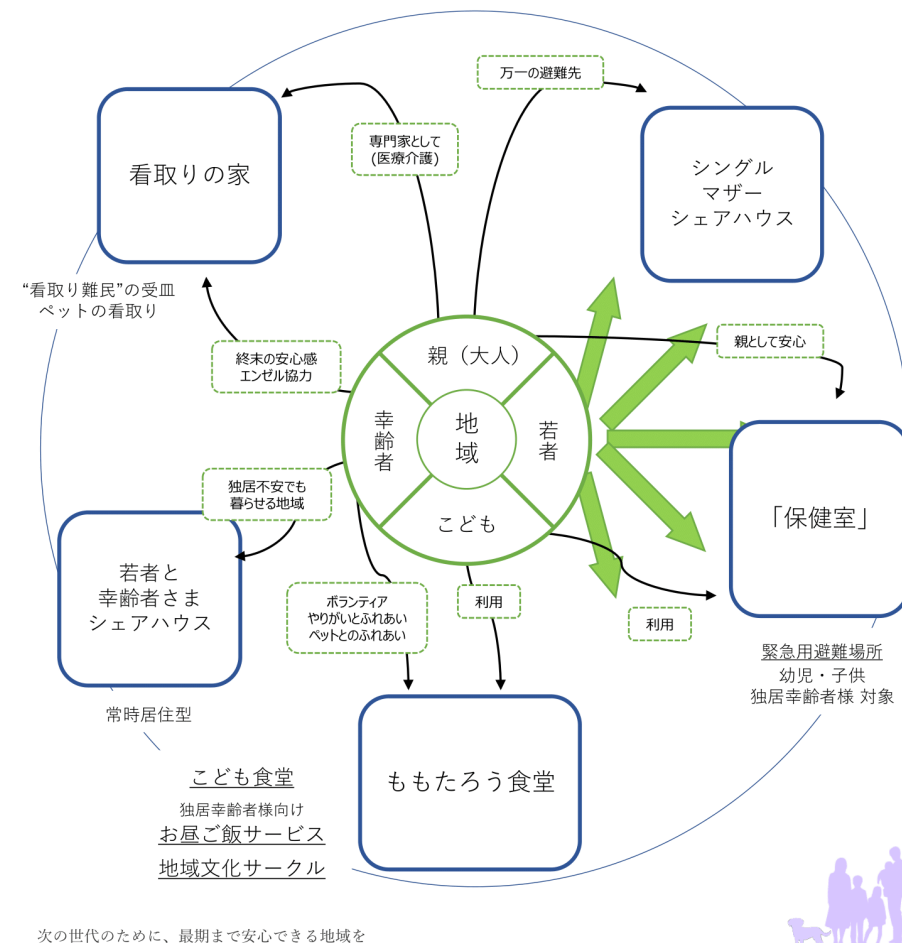 万一の避難先
専門家として
(医療介護)
看取りの家
シングル
マザー
シェアハウス
“看取り難民”の受皿
ペットの看取り
終末の安心感
エンゼル協力
親（大人）
親として安心
幸齢者
地域
若者
こども
独居不安でも
暮らせる地域
「保健室」
若者と
幸齢者さま
シェアハウス
ボランティア
やりがいとふれあい
ペットとのふれあい
利用
利用
緊急用避難場所
幼児・子供
独居幸齢者様 対象
常時居住型
こども食堂
独居幸齢者様向け
お昼ご飯サービス
地域文化サークル
ももたろう食堂
次の世代のために、最期まで安心できる地域を